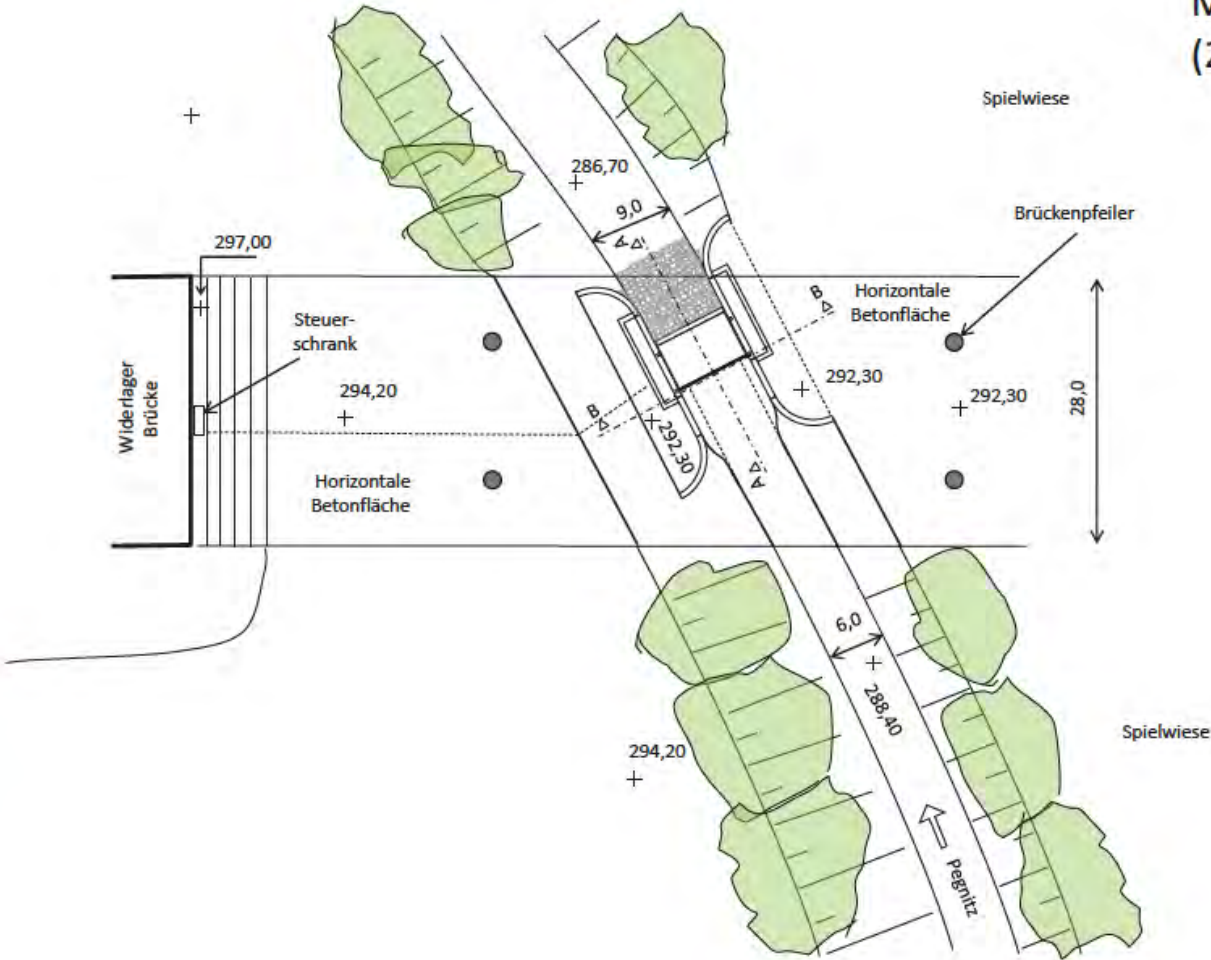 (2
Spielwiese
286,70
9,0
A
Brückenpfeiler
297,00
B
Horizontale
Betonfläche
Steuer-
schrank
Widerlager
Brücke
294,20
292,30
292,30
28,0
B
292,30
A
Horizontale
Betonfläche
6,0
288,40
Spielwiese
294,20
Pegnitz